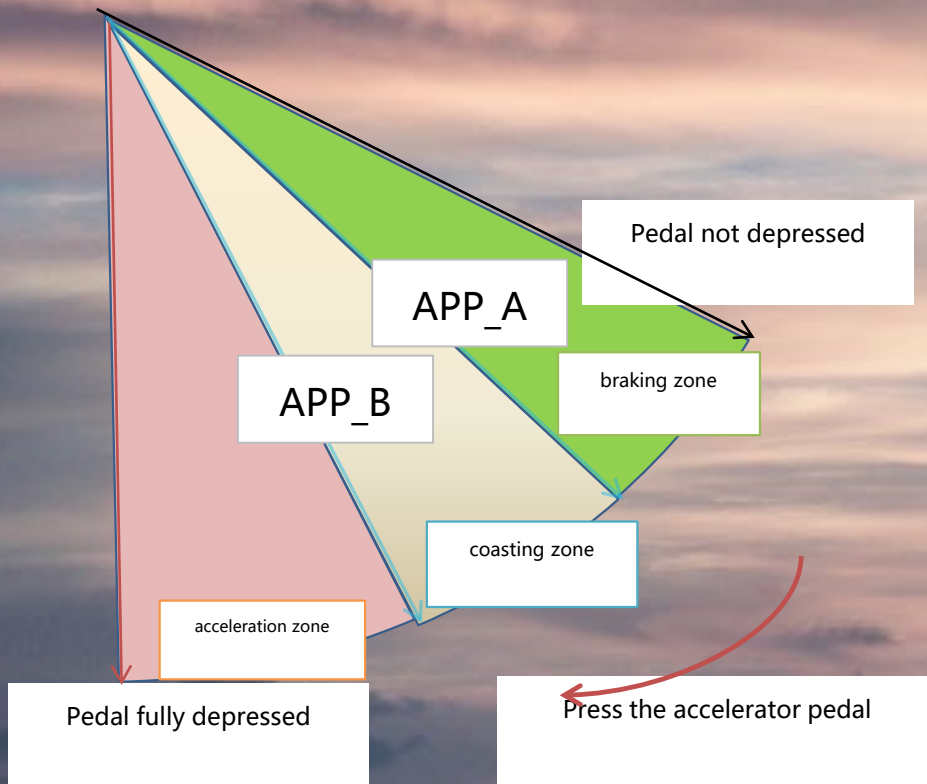 Pedal not depressed
APP_A
braking zone
APP_B
coasting zone
acceleration zone
Pedal fully depressed
Press the accelerator pedal